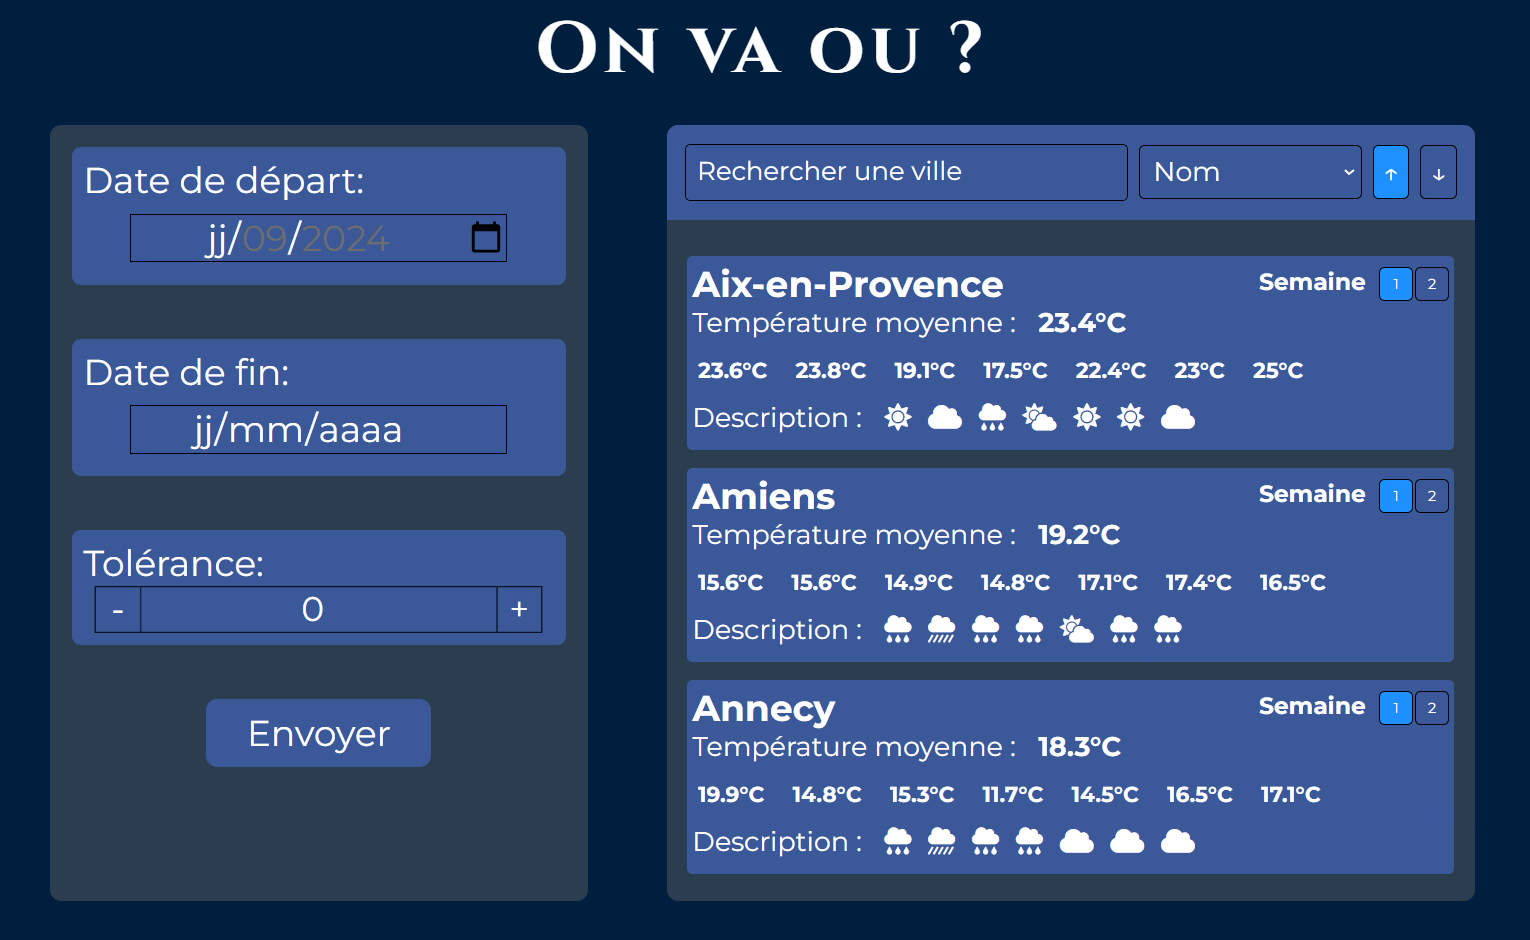 On va ou ?
Date de départ:
jj/09/2024
Date de fin:
jj/mm/aaaa
Tolérance:
- 0 +
Envoyer
Rechercher une ville Nom ↑ ↓
Aix-en-Provence Semaine 1 2
Température moyenne : 23.4°C
23.6°C 23.8°C 19.1°C 17.5°C 22.4°C 23°C 25°C
Description :
Amiens Semaine 1 2
Température moyenne : 19.2°C
15.6°C 15.6°C 14.9°C 14.8°C 17.1°C 17.4°C 16.5°C
Description :
Annecy Semaine 1 2
Température moyenne : 18.3°C
19.9°C 14.8°C 15.3°C 11.7°C 14.5°C 16.5°C 17.1°C
Description :